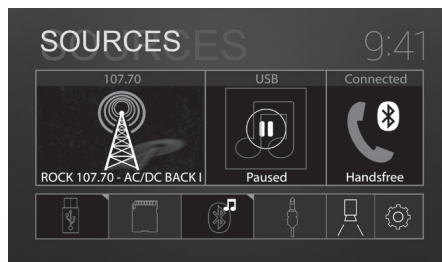 SOURCES
9:41
107.70
USB
Connected
ROCK 107.70 - AC/DC BACK I
Paused
Handsfree